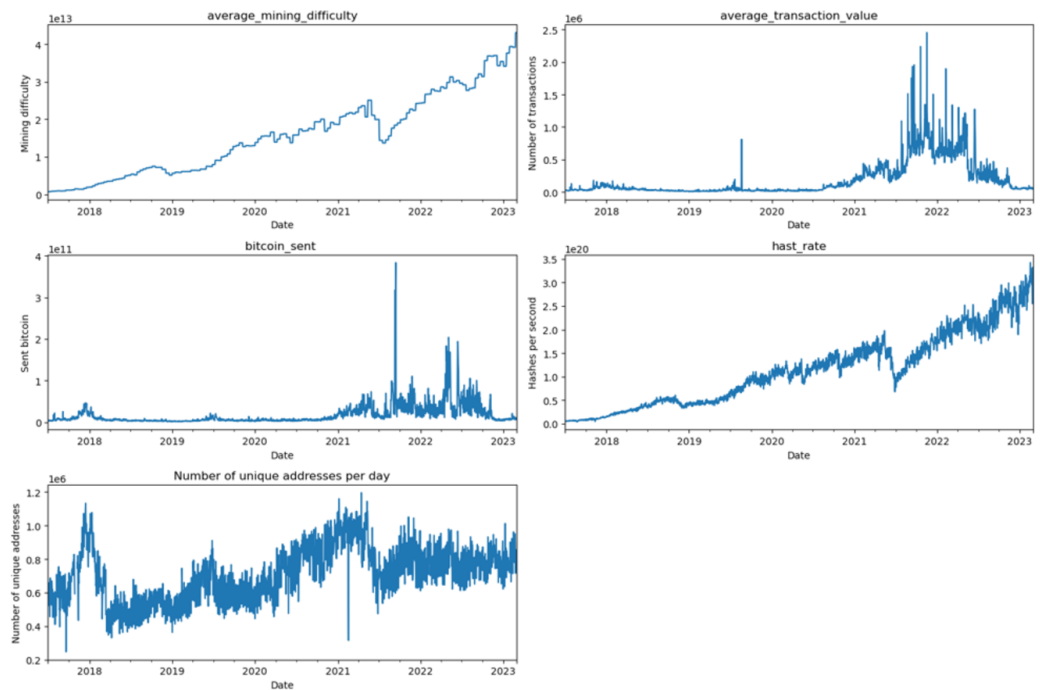 average_mining_difficulty
1e13
4
3
2
1
0
Mining difficulty
2018 2019 2020 2021 2022 2023
Date
average_transaction_value
1e6
2.5
2.0
1.5
1.0
0.5
0.0
Number of transactions
2018 2019 2020 2021 2022 2023
Date
bitcoin_sent
1e11
4
3
2
1
0
Sent bitcoin
2018 2019 2020 2021 2022 2023
Date
hast_rate
1e20
3.5
3.0
2.5
2.0
1.5
1.0
0.5
0.0
Hashes per second
2018 2019 2020 2021 2022 2023
Date
Number of unique addresses per day
1e6
1.2
1.0
0.8
0.6
0.4
0.2
Number of unique addresses
2018 2019 2020 2021 2022 2023
Date